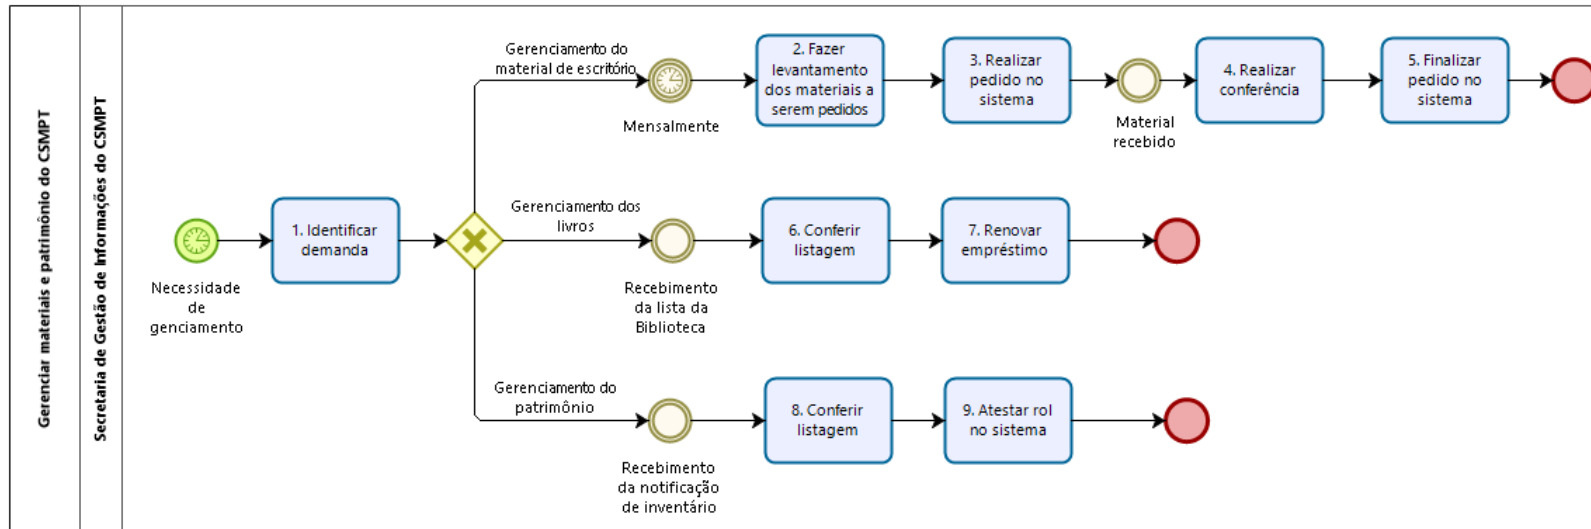 Gerenciar materiais e patrimônio do CSMPT
Secretaria de Gestão de Informações do CSMPT
Necessidade
de
genciamento
1. Identificar
demanda
Gerenciamento do
material de escritório
Mensalmente
2. Fazer
levantamento
dos materiais a
serem pedidos
3. Realizar
pedido no
sistema
Material
recebido
4. Realizar
conferência
5. Finalizar
pedido no
sistema
Gerenciamento dos
livros
Recebimento
da lista da
Biblioteca
6. Conferir
listagem
7. Renovar
empréstimo
Gerenciamento do
patrimônio
Recebimento
da notificação
de inventário
8. Conferir
listagem
9. Atestar rol
no sistema